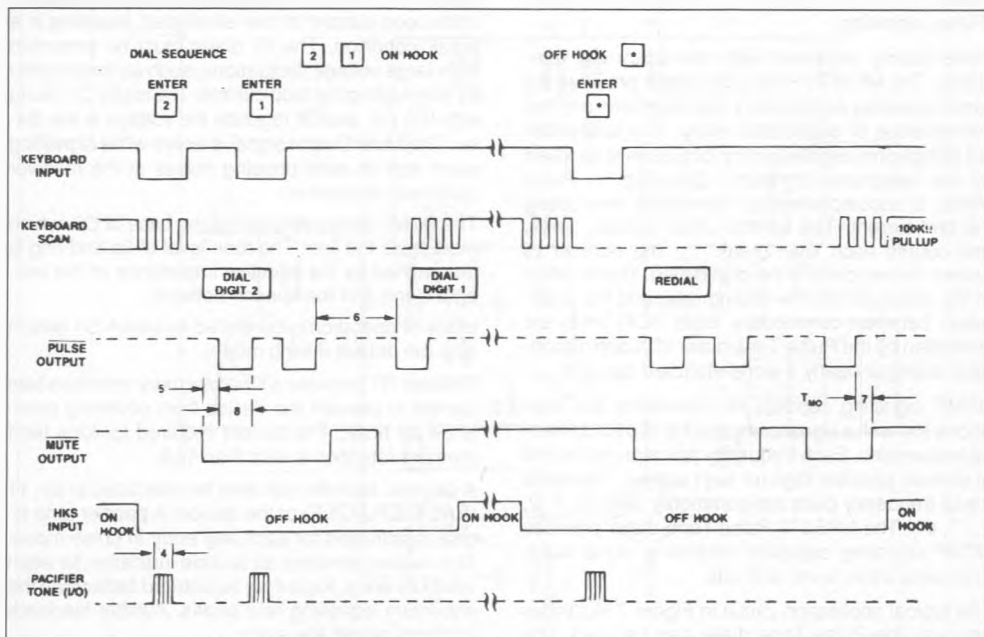 DIAL SEQUENCE 2 1 ON HOOK OFF HOOK *
ENTER ENTER ENTER
2 1 *
KEYBOARD
INPUT
KEYBOARD
SCAN
100KΩ
PULLUP
DIAL
DIGIT 2
DIAL
DIGIT 1
REDIAL
6
PULSE
OUTPUT
5
8
TMO
7
MUTE
OUTPUT
HKS
INPUT
ON
HOOK
OFF HOOK
ON HOOK
OFF HOOK
ON
HOOK
4
PACIFIER
TONE (I/O)